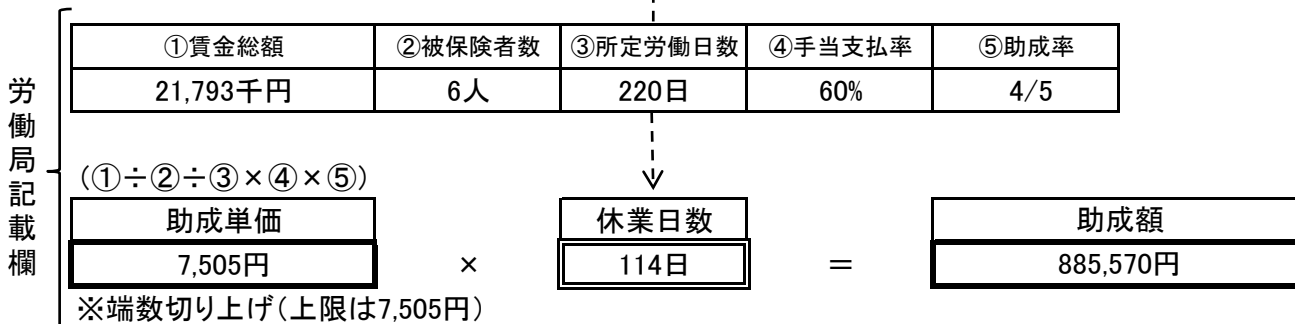 ①賃金総額 ②被保険者数 ③所定労働日数 ④手当支払率 ⑤助成率
21,793千円 6人 220日 60% 4/5
労働局記載欄
(①÷②÷③×④×⑤)
助成単価 休業日数 助成額
7,505円 × 114日 = 885,570円
※端数切り上げ(上限は7,505円)